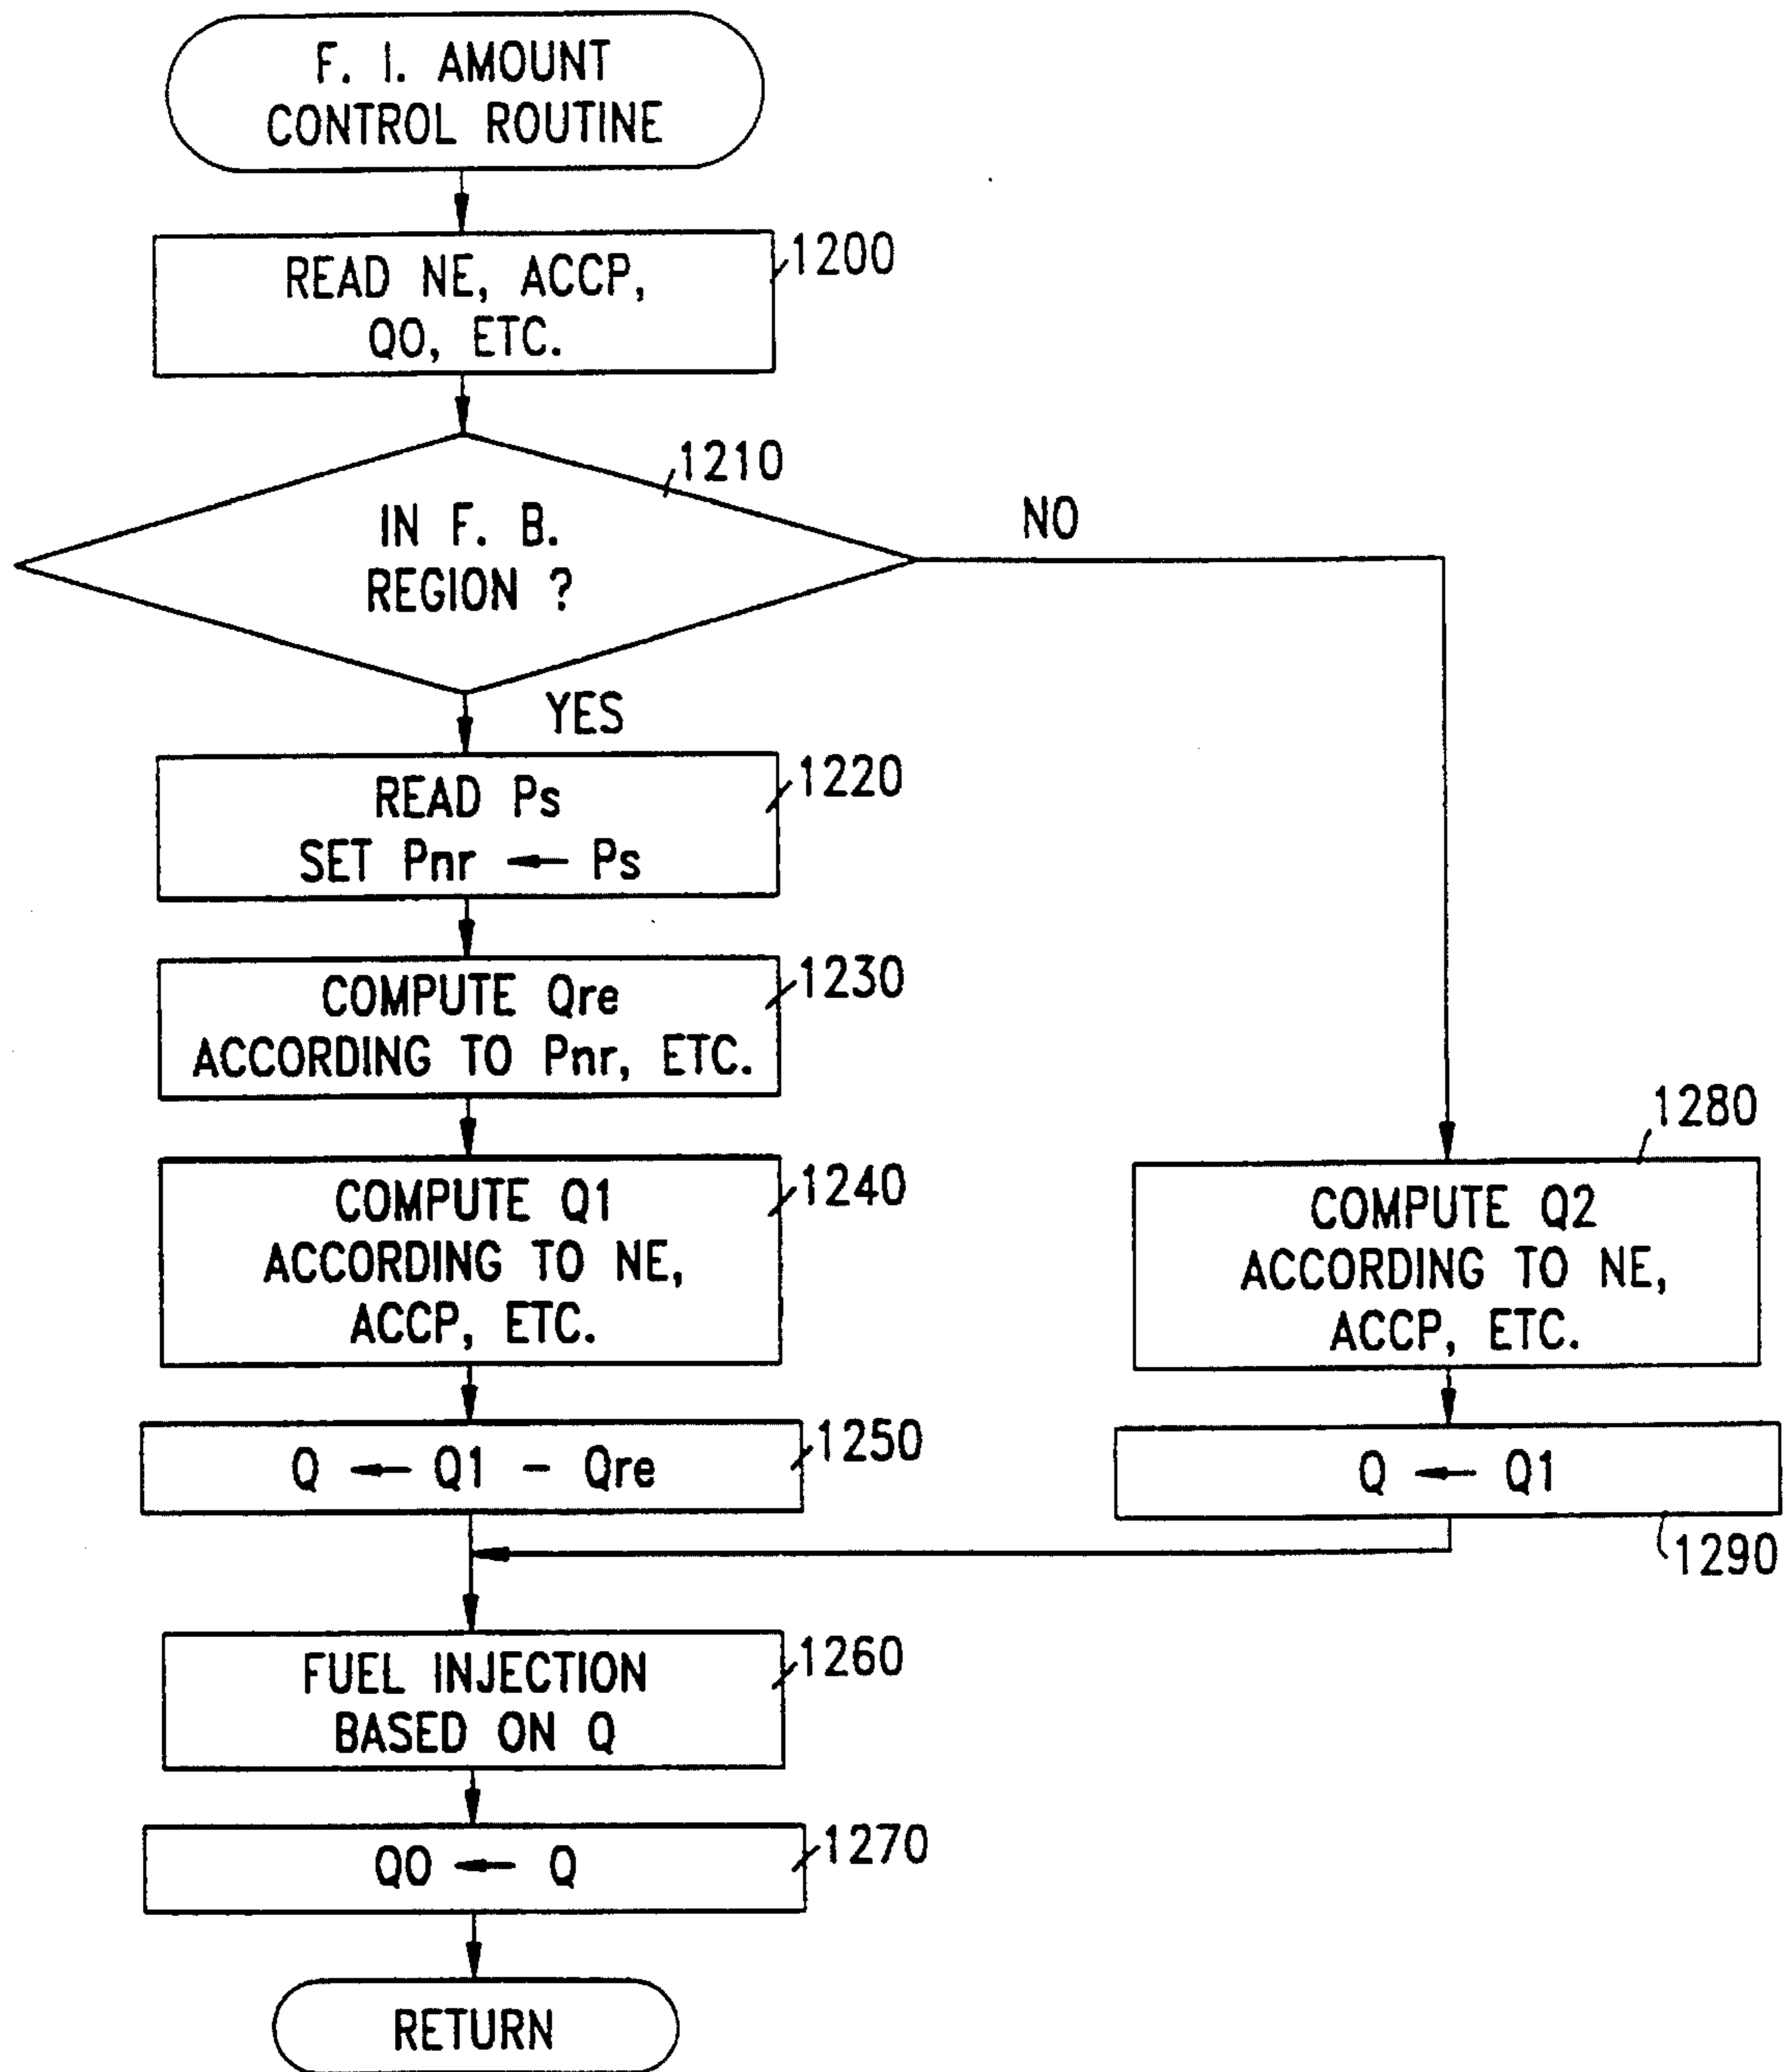 F. I. AMOUNT
CONTROL ROUTINE
1200
READ NE, ACCP,
QO, ETC.
1210
IN F. B.
REGION ?
NO
YES
1220
READ Ps
SET Pnr ← Ps
1230
COMPUTE Qre
ACCORDING TO Pnr, ETC.
1240
COMPUTE Q1
ACCORDING TO NE,
ACCP, ETC.
1280
COMPUTE Q2
ACCORDING TO NE,
ACCP, ETC.
1250
Q ← Q1 - Qre
Q ← Q1
1290
1260
FUEL INJECTION
BASED ON Q
1270
QO ← Q
RETURN